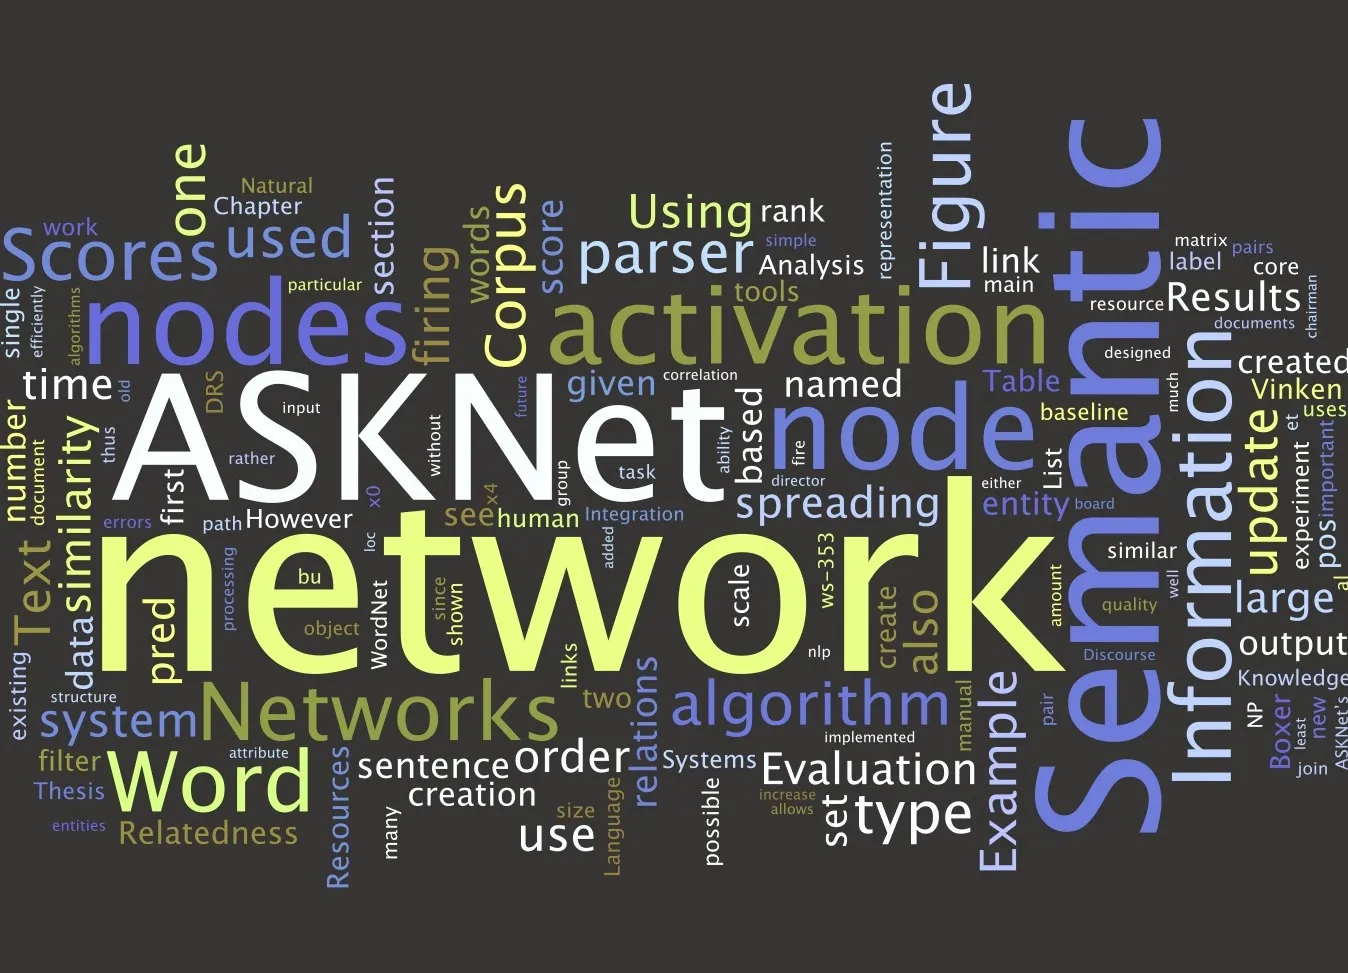 one
Natural
Chapter
section
work
Scores
used
words
Corpus
score
Using
rank
parser
simple
Analysis
representation
Figure
link
main
Semantic
matrix
pairs
label
core
single
efficiently
algorithms
nodes
particular
firing
tools
activation
resource
Results
documents
chairman
time
old
DRS
input
future
given
correlation
based
named
Table
designed
much
created
Vinken
uses
number
document
similarity
thus
ASKNet
rather
without
group
task
ability
fire
node
baseline
Information
update
et
experiment
important
first
x0
x4
director
either
List
errors
path
However
see
human
Integration
spreading
entity
board
pos
Text
data
pred
processing
network
bu
loc
added
scale
ws-353
similar
well
amount
quality
large
al
object
WordNet
since
shown
nlp
create
also
Discourse
output
existing
structure
system
Networks
links
two
relations
algorithm
manual
Example
pair
Knowledge
NP
Boxer
least
new
ASKNet's
filter
Word
attribute
Resources
sentence
order
Systems
implemented
Evaluation
join
Thesis
creation
size
Language
possible
increase
allows
set
type
entities
Relatedness
many
use